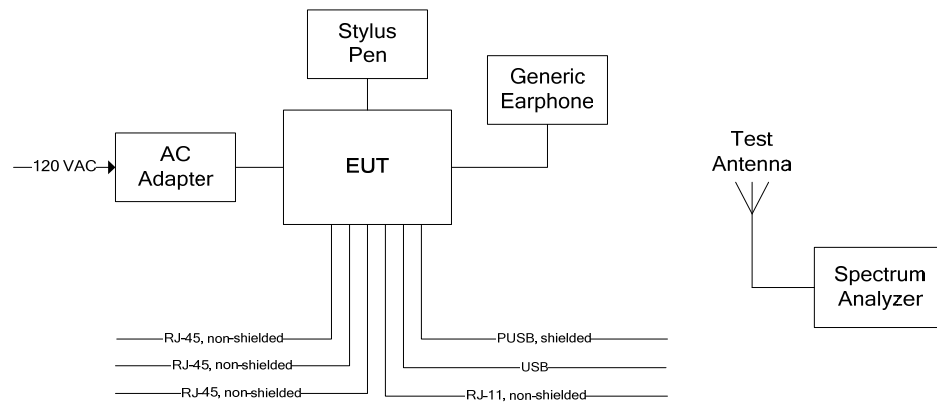 Stylus
Pen
Generic
Earphone
120 VAC
AC
Adapter
EUT
Test
Antenna
Spectrum
Analyzer
RJ-45, non-shielded
RJ-45, non-shielded
RJ-45, non-shielded
PUSB, shielded
USB
RJ-11, non-shielded